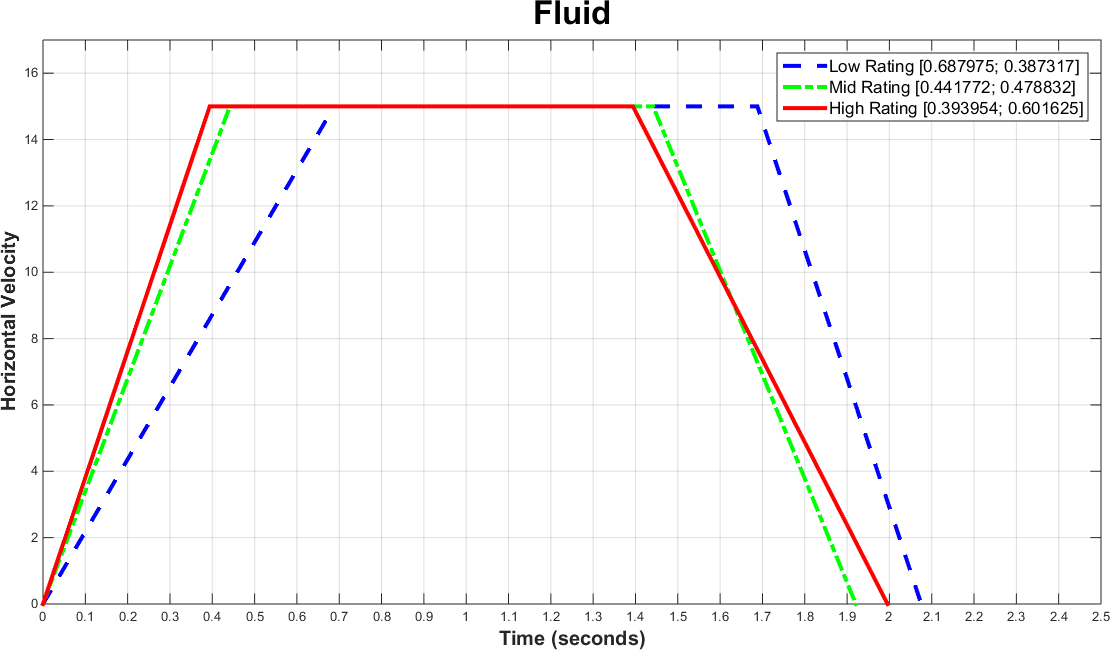 Fluid
Low Rating [0.687975; 0.387317]
Mid Rating [0.441772; 0.478832]
High Rating [0.393954; 0.601625]
Horizontal Velocity
16
14
12
10
8
6
4
2
0
0 0.1 0.2 0.3 0.4 0.5 0.6 0.7 0.8 0.9 1 1.1 1.2 1.3 1.4 1.5 1.6 1.7 1.8 1.9 2 2.1 2.2 2.3 2.4 2.5
Time (seconds)